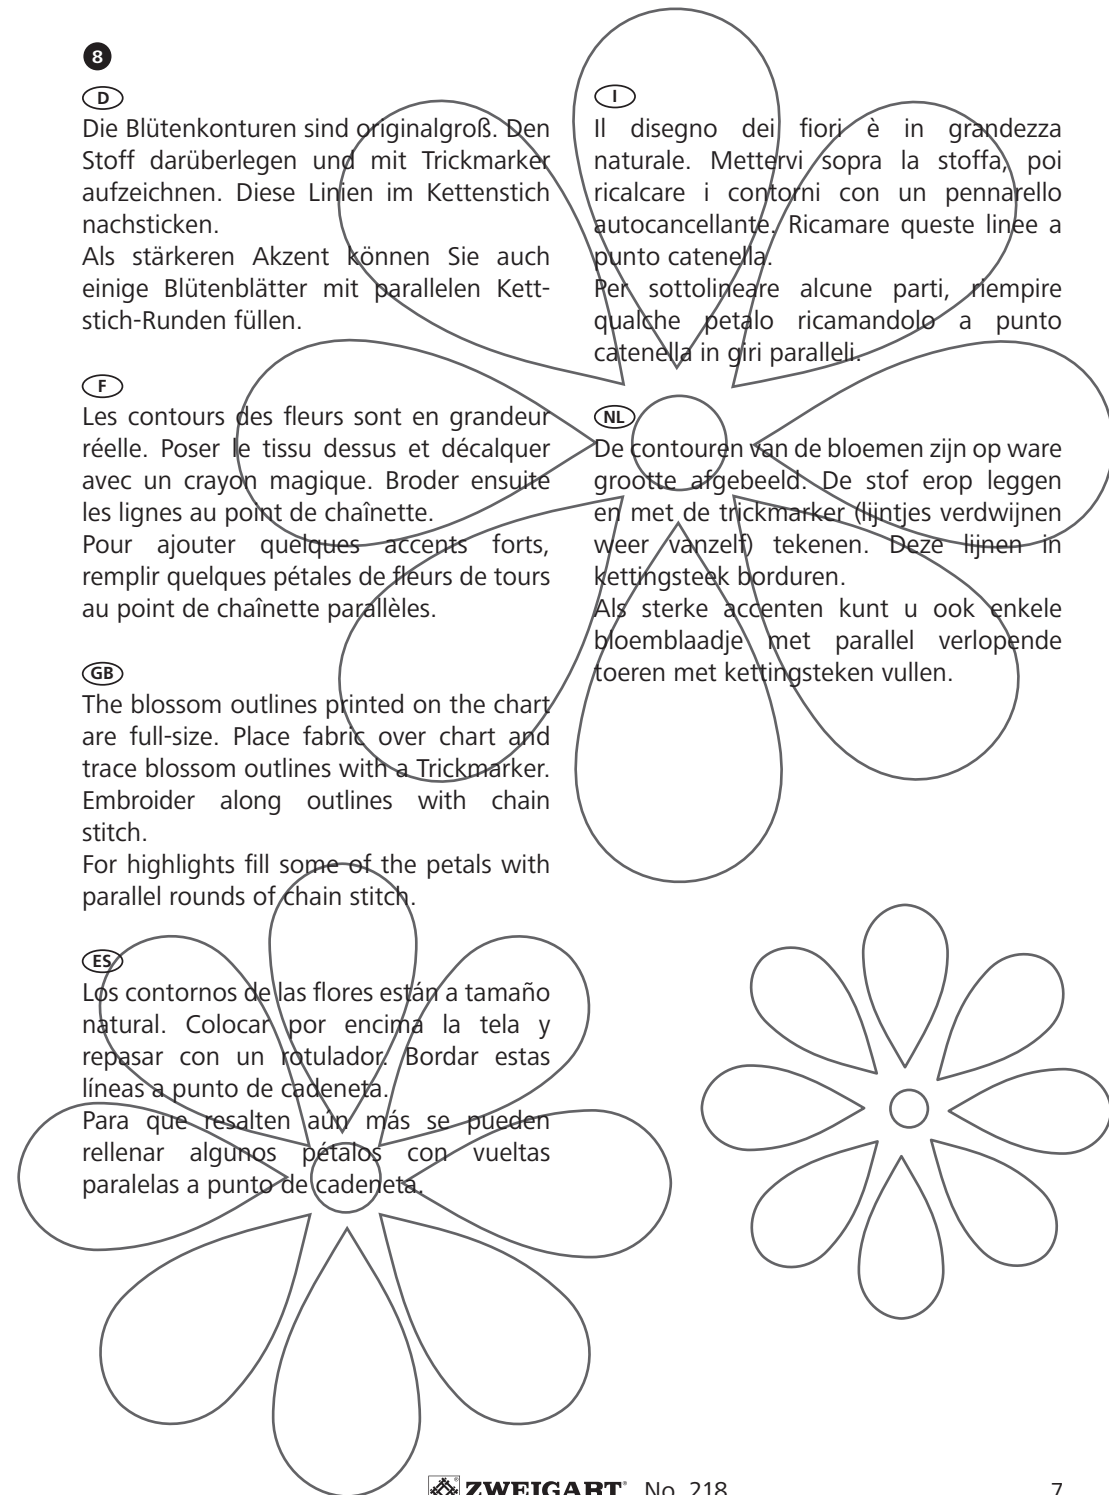 8
D
Die Blütenkonturen sind originalgroß. Den
Stoff darüberlegen und mit Trickmarker
aufzeichnen. Diese Linien im Kettenstich
nachsticken.
Als stärkeren Akzent können Sie auch
einige Blütenblätter mit parallelen Kett-
stich-Runden füllen.
F
Les contours des fleurs sont en grandeur
réelle. Poser le tissu dessus et décalquer
avec un crayon magique. Broder ensuite
les lignes au point de chaînette.
Pour ajouter quelques accents forts,
remplir quelques pétales de fleurs de tours
au point de chaînette parallèles.
GB
The blossom outlines printed on the chart
are full-size. Place fabric over chart and
trace blossom outlines with a Trickmarker.
Embroider along outlines with chain
stitch.
For highlights fill some of the petals with
parallel rounds of chain stitch.
ES
Los contornos de las flores están a tamaño
natural. Colocar por encima la tela y
repasar con un rotulador. Bordar estas
líneas a punto de cadeneta.
Para que resalten aún más se pueden
rellenar algunos pétalos con vueltas
paralelas a punto de cadeneta.
I
Il disegno dei fiori è in grandezza
naturale. Mettervi sopra la stoffa, poi
ricalcare i contorni con un pennarello
autocancellante. Ricamare queste linee a
punto catenella.
Per sottolineare alcune parti, riempire
qualche petalo ricamandolo a punto
catenella in giri paralleli.
NL
De contouren van de bloemen zijn op ware
grootte afgebeeld. De stof erop leggen
en met de trickmarker (lijntjes verdwijnen
weer vanzelf) tekenen. Deze lijnen in
kettingsteek borduren.
Als sterke accenten kunt u ook enkele
bloemblaadje met parallel verlopende
toeren met kettingsteken vullen.
ZWEIGART® No. 218
7